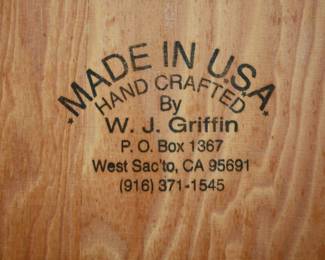 MADE IN U.S.A.
HAND CRAFTED
By
W. J. Griffin
P. O. Box 1367
West Sac'to, CA 95691
(916) 371-1545